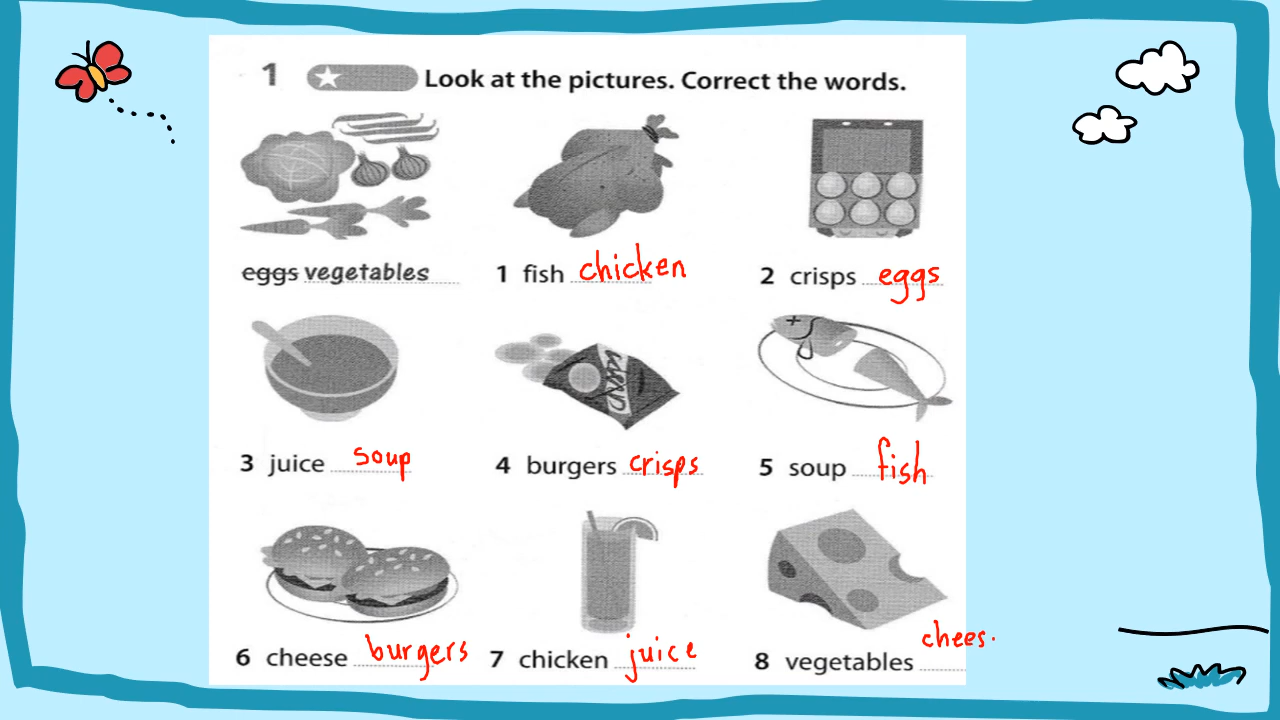 1 Look at the pictures. Correct the words.
eggs vegetables 1 fish chicken 2 crisps eggs
3 juice soup 4 burgers crisps 5 soup fish
6 cheese burgers 7 chicken juice 8 vegetables chees.